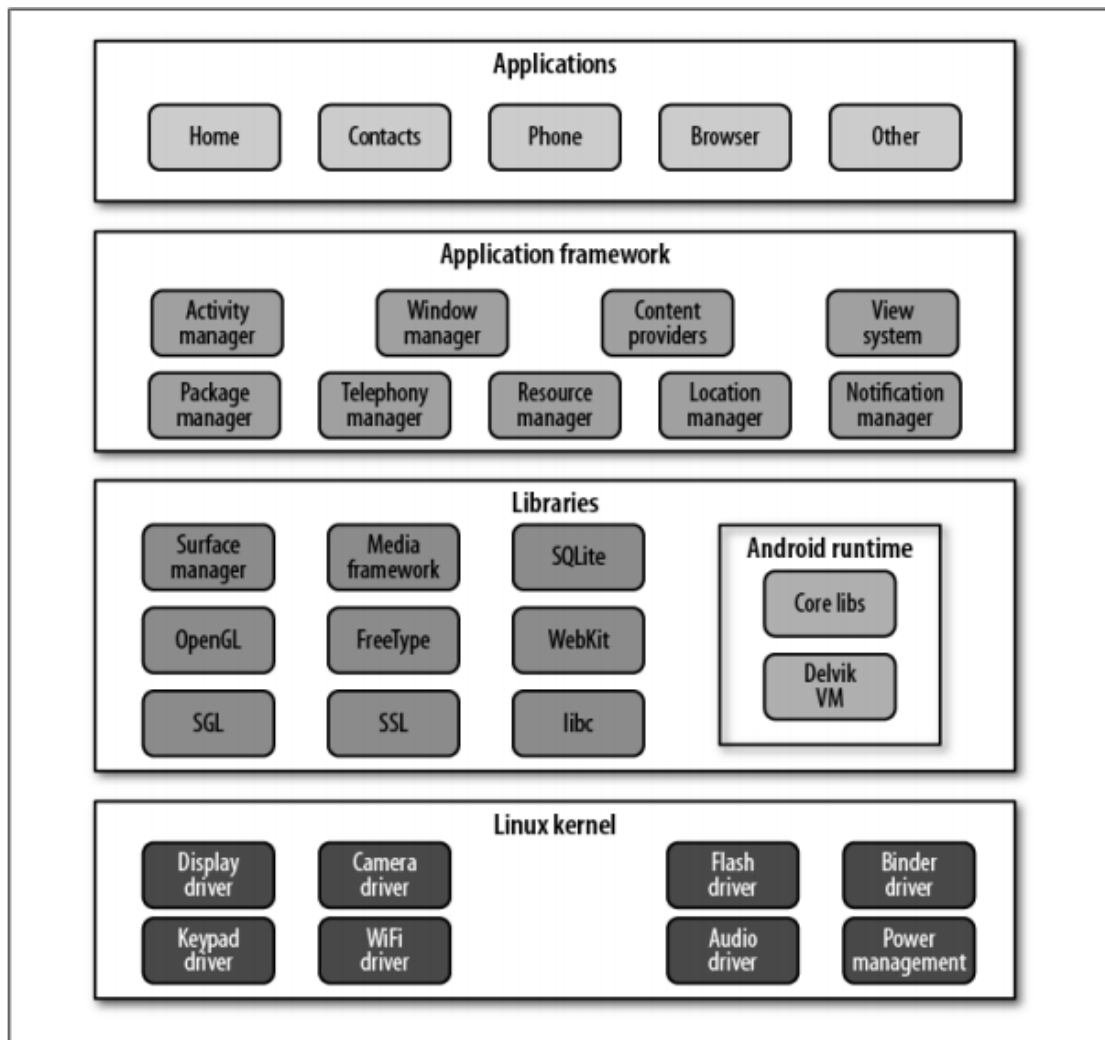 Applications
Home
Contacts
Phone
Browser
Other
Application framework
Activity
manager
Window
manager
Content
providers
View
system
Package
manager
Telephony
manager
Resource
manager
Location
manager
Notification
manager
Libraries
Surface
manager
Media
framework
SQLite
OpenGL
FreeType
WebKit
SGL
SSL
libc
Android runtime
Core libs
Delvik
VM
Linux kernel
Display
driver
Camera
driver
Flash
driver
Binder
driver
Keypad
driver
WiFi
driver
Audio
driver
Power
management